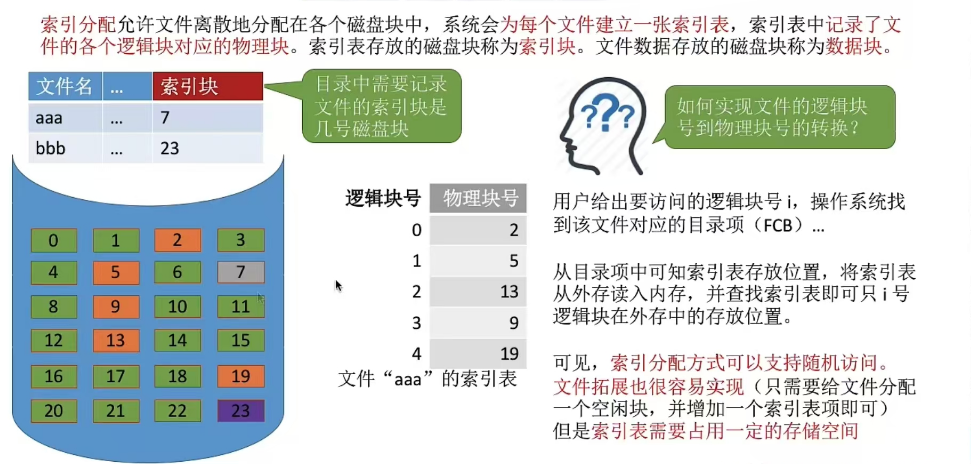 索引分配允许文件离散地分配在各个磁盘块中，系统会为每个文件建立一张索引表，索引表中记录了文
件的各个逻辑块对应的物理块。索引表存放的磁盘块称为索引块。文件数据存放的磁盘块称为数据块。
文件名 … 索引块
aaa … 7
bbb … 23
目录中需要记录
文件的索引块是
几号磁盘块
如何实现文件的逻辑块
号到物理块号的转换？
0 1 2 3
4 5 6 7
8 9 10 11
12 13 14 15
16 17 18 19
20 21 22 23
逻辑块号 物理块号
0 2
1 5
2 13
3 9
4 19
文件“aaa”的索引表
用户给出要访问的逻辑块号 i，操作系统找
到该文件对应的目录项（FCB）…
从目录项中可知索引表存放位置，将索引表
从外存读入内存，并查找索引表即可只 i 号
逻辑块在外存中的存放位置。
可见，索引分配方式可以支持随机访问。
文件拓展也很容易实现（只需要给文件分配
一个空闲块，并增加一个索引表项即可）
但是索引表需要占用一定的存储空间